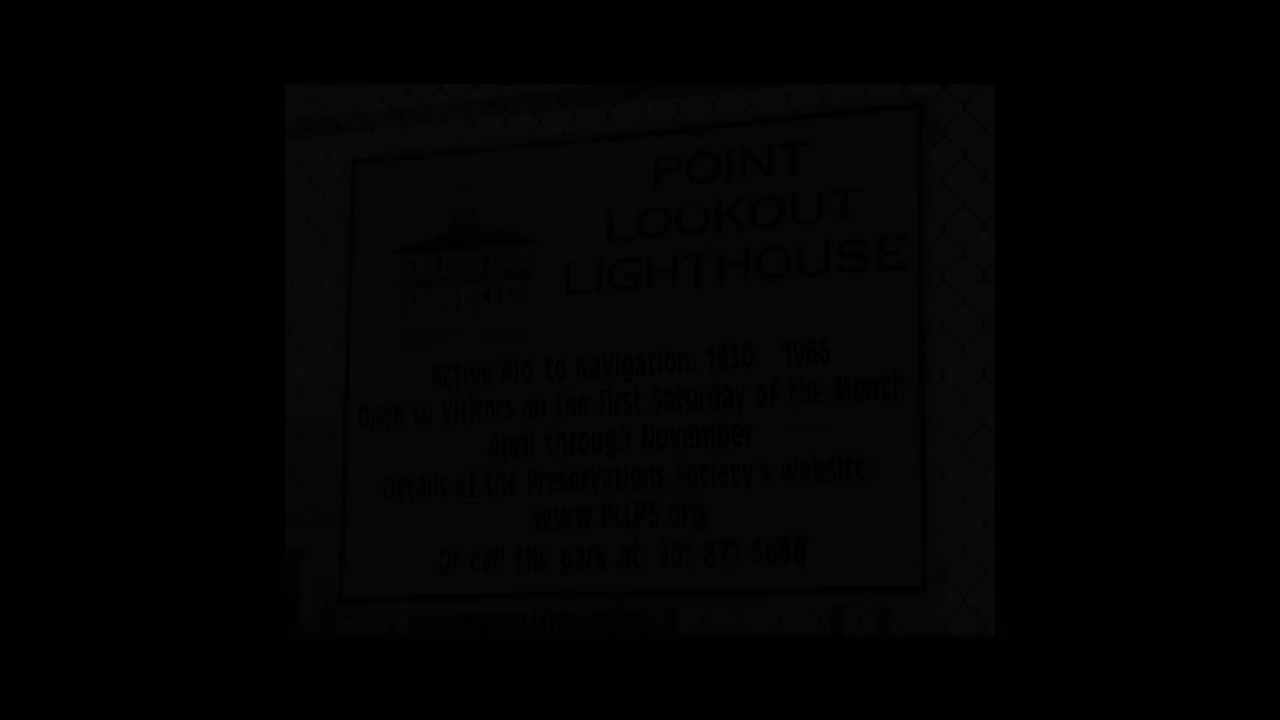 POINT
LOOKOUT
LIGHTHOUSE
Active Aid to Navigation: 1830 1966
Open to Visitors on the First Saturday of the Month
April through November
Details at the Preservations Society's website:
www.PLLPS.org
Or call the park at: 301 872 5688